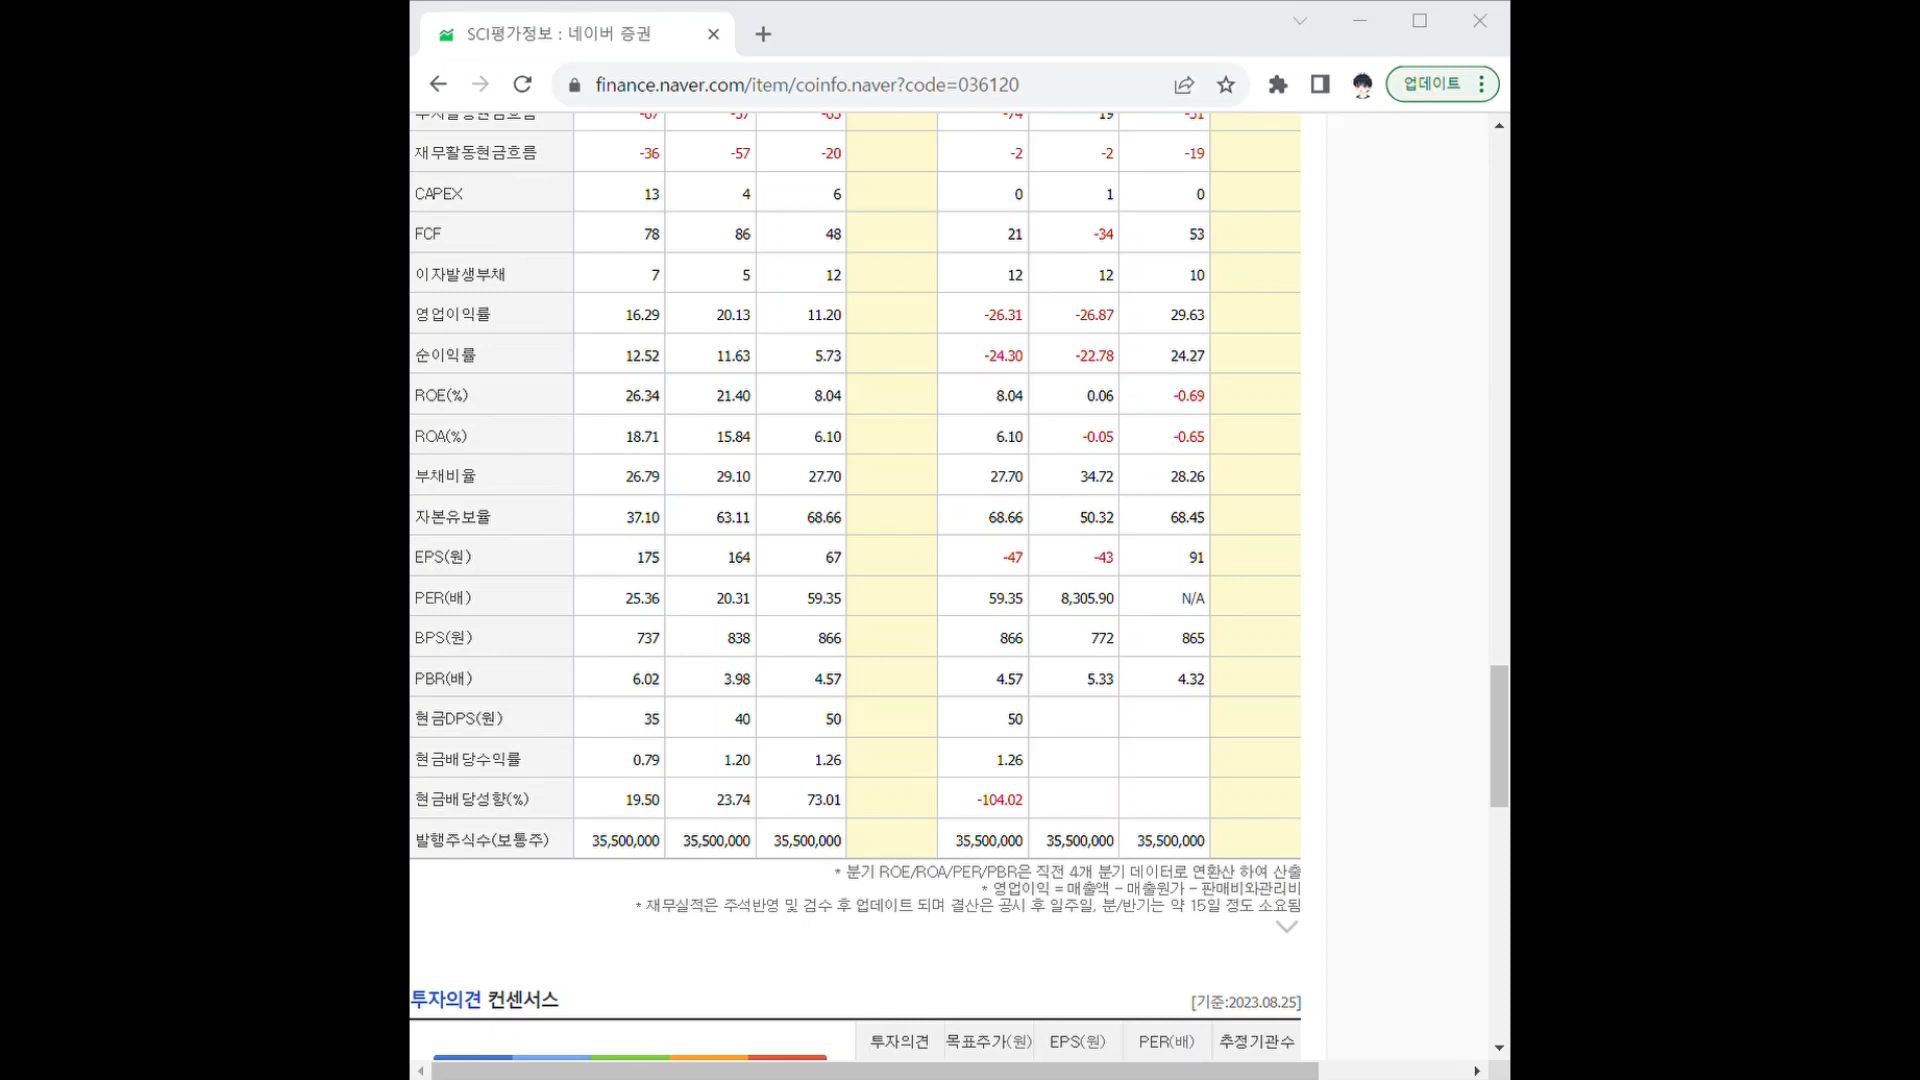 SCI평가정보 : 네이버 증권
finance.naver.com/item/coinfo.naver?code=036120
업데이트
투자활동현금흐름 -67 -57 -63 -74 19 -51
재무활동현금흐름 -36 -57 -20 -2 -2 -19
CAPEX 13 4 6 0 1 0
FCF 78 86 48 21 -34 53
이자발생부채 7 5 12 12 12 10
영업이익률 16.29 20.13 11.20 -26.31 -26.87 29.63
순이익률 12.52 11.63 5.73 -24.30 -22.78 24.27
ROE(%) 26.34 21.40 8.04 8.04 0.06 -0.69
ROA(%) 18.71 15.84 6.10 6.10 -0.05 -0.65
부채비율 26.79 29.10 27.70 27.70 34.72 28.26
자본유보율 37.10 63.11 68.66 68.66 50.32 68.45
EPS(원) 175 164 67 -47 -43 91
PER(배) 25.36 20.31 59.35 59.35 8,305.90 N/A
BPS(원) 737 838 866 866 772 865
PBR(배) 6.02 3.98 4.57 4.57 5.33 4.32
현금DPS(원) 35 40 50 50
현금배당수익률 0.79 1.20 1.26 1.26
현금배당성향(%) 19.50 23.74 73.01 -104.02
발행주식수(보통주) 35,500,000 35,500,000 35,500,000 35,500,000 35,500,000 35,500,000
* 분기 ROE/ROA/PER/PBR은 직전 4개 분기 데이터로 연환산 하여 산출
* 영업이익 = 매출액 - 매출원가 - 판매비와관리비
* 재무실적은 주석반영 및 검수 후 업데이트 되며 결산은 공시 후 일주일, 분/반기는 약 15일 정도 소요됨
투자의견 컨센서스 [기준:2023.08.25]
투자의견 목표주가(원) EPS(원) PER(배) 추정기관수